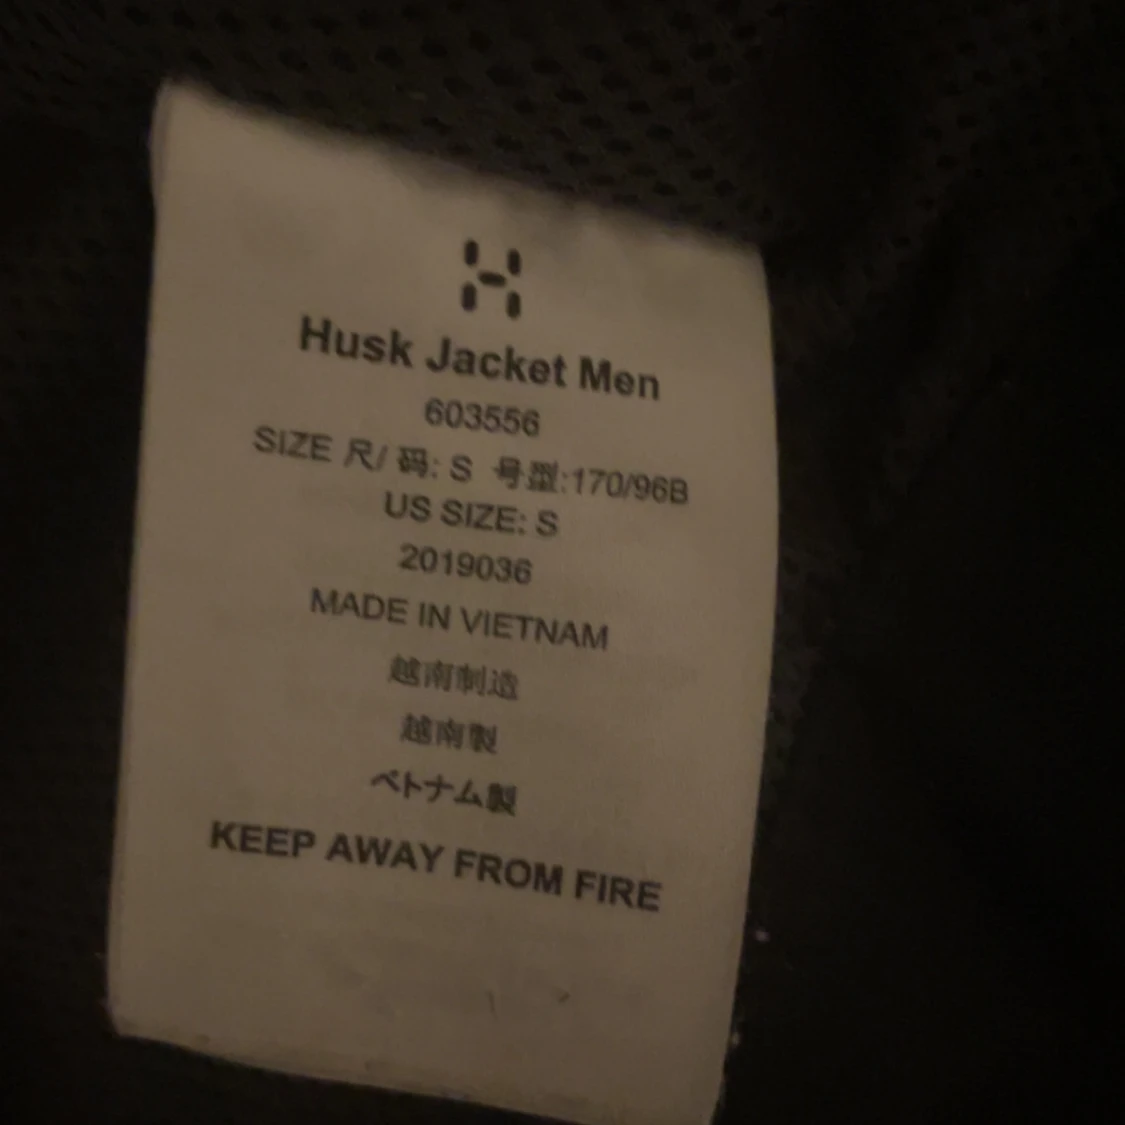 Husk Jacket Men
603556
SIZE 尺/ 码: S 号型:170/96B
US SIZE: S
2019036
MADE IN VIETNAM
越南制造
越南製
ベトナム製
KEEP AWAY FROM FIRE